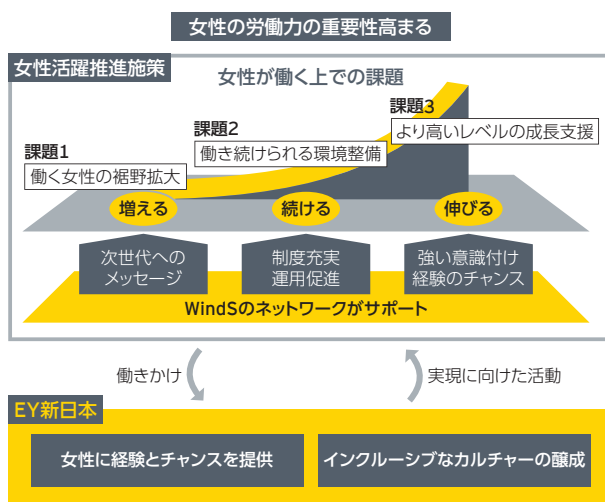 女性の労働力の重要性高まる
女性活躍推進施策
女性が働く上での課題
課題1
働く女性の裾野拡大
課題2
働き続けられる環境整備
課題3
より高いレベルの成長支援
増える
続ける
伸びる
次世代への
メッセージ
制度充実
運用促進
強い意識付け
経験のチャンス
WindSのネットワークがサポート
働きかけ
実現に向けた活動
EY新日本
女性に経験とチャンスを提供
インクルーシブなカルチャーの醸成